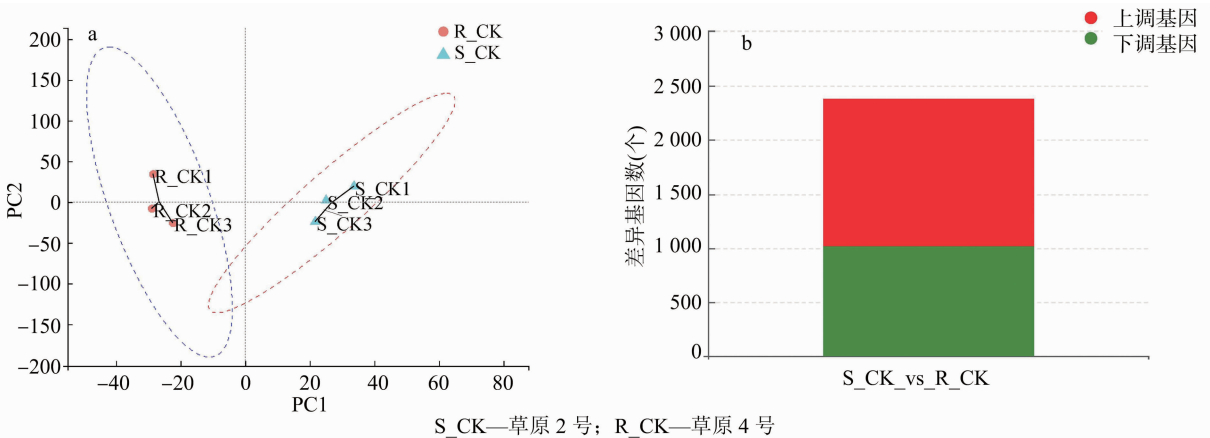 a
R_CK
S_CK
200
150
100
50
0
−50
−100
−150
−200
PC2
R_CK1
R_CK2
R_CK3
S_CK1
S_CK2
S_CK3
−40 −20 0 20 40 60 80
PC1
b
上调基因
下调基因
3 000
2 500
2 000
1 500
1 000
500
0
差异基因数(个)
S_CK_vs_R_CK
S_CK—草原 2 号；R_CK—草原 4 号